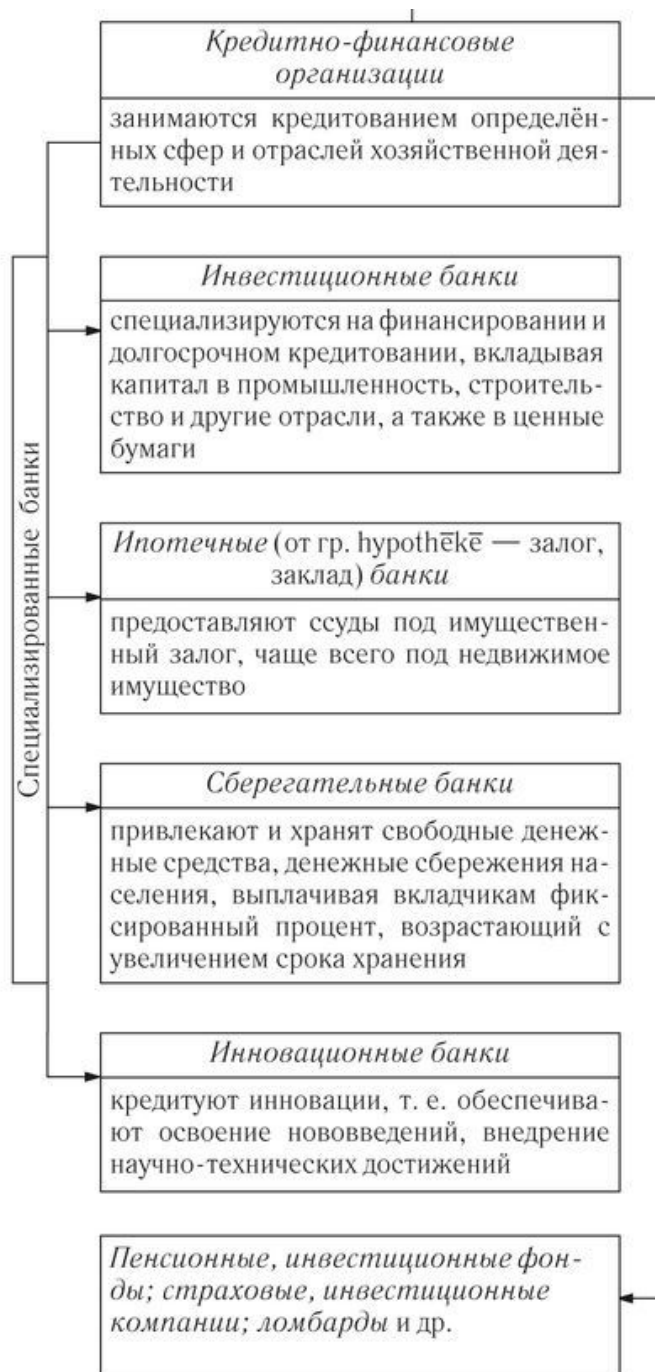 Кредитно-финансовые
организации
занимаются кредитованием определён-
ных сфер и отраслей хозяйственной дея-
тельности
Специализированные банки
Инвестиционные банки
специализируются на финансировании и
долгосрочном кредитовании, вкладывая
капитал в промышленность, строитель-
ство и другие отрасли, а также в ценные
бумаги
Ипотечные (от гр. hypothēkē — залог,
заклад) банки
предоставляют ссуды под имуществен-
ный залог, чаще всего под недвижимое
имущество
Сберегательные банки
привлекают и хранят свободные денеж-
ные средства, денежные сбережения на-
селения, выплачивая вкладчикам фик-
сированный процент, возрастающий с
увеличением срока хранения
Инновационные банки
кредитуют инновации, т. е. обеспечива-
ют освоение нововведений, внедрение
научно-технических достижений
Пенсионные, инвестиционные фон-
ды; страховые, инвестиционные
компании; ломбарды и др.